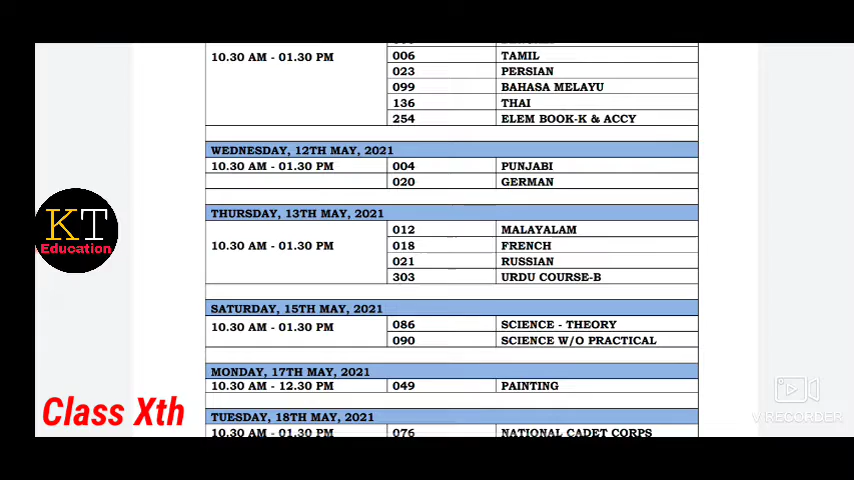 10.30 AM - 01.30 PM
006 TAMIL
023 PERSIAN
099 BAHASA MELAYU
136 THAI
254 ELEM BOOK-K & ACCY
WEDNESDAY, 12TH MAY, 2021
10.30 AM - 01.30 PM 004 PUNJABI
020 GERMAN
THURSDAY, 13TH MAY, 2021
012 MALAYALAM
10.30 AM - 01.30 PM 018 FRENCH
021 RUSSIAN
303 URDU COURSE-B
SATURDAY, 15TH MAY, 2021
10.30 AM - 01.30 PM 086 SCIENCE - THEORY
090 SCIENCE W/O PRACTICAL
MONDAY, 17TH MAY, 2021
10.30 AM - 12.30 PM 049 PAINTING
TUESDAY, 18TH MAY, 2021
10.30 AM - 01.30 PM 076 NATIONAL CADET CORPS
KT
Education
Class Xth
V RECORDER